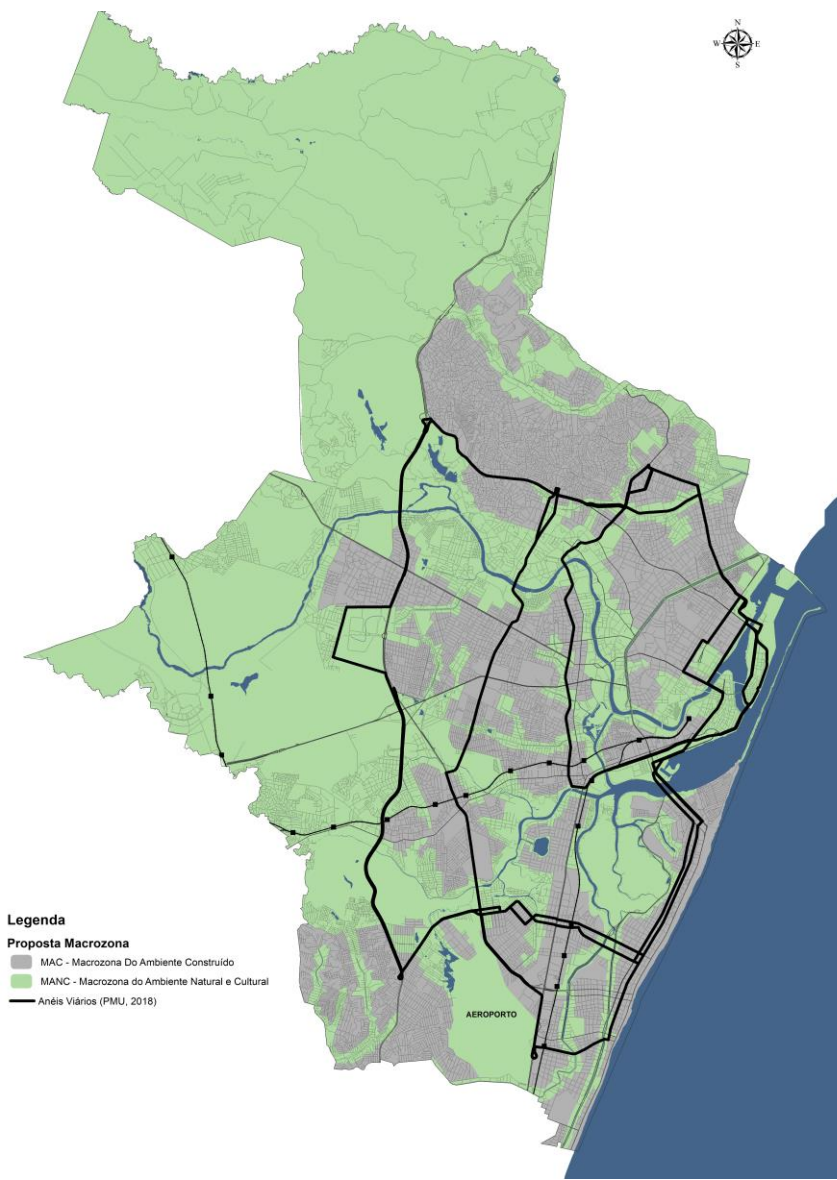 N
W E
S
AEROPORTO
Legenda
Proposta Macrozona
MAC - Macrozona Do Ambiente Construído
MANC - Macrozona do Ambiente Natural e Cultural
Anéis Viários (PMU, 2018)